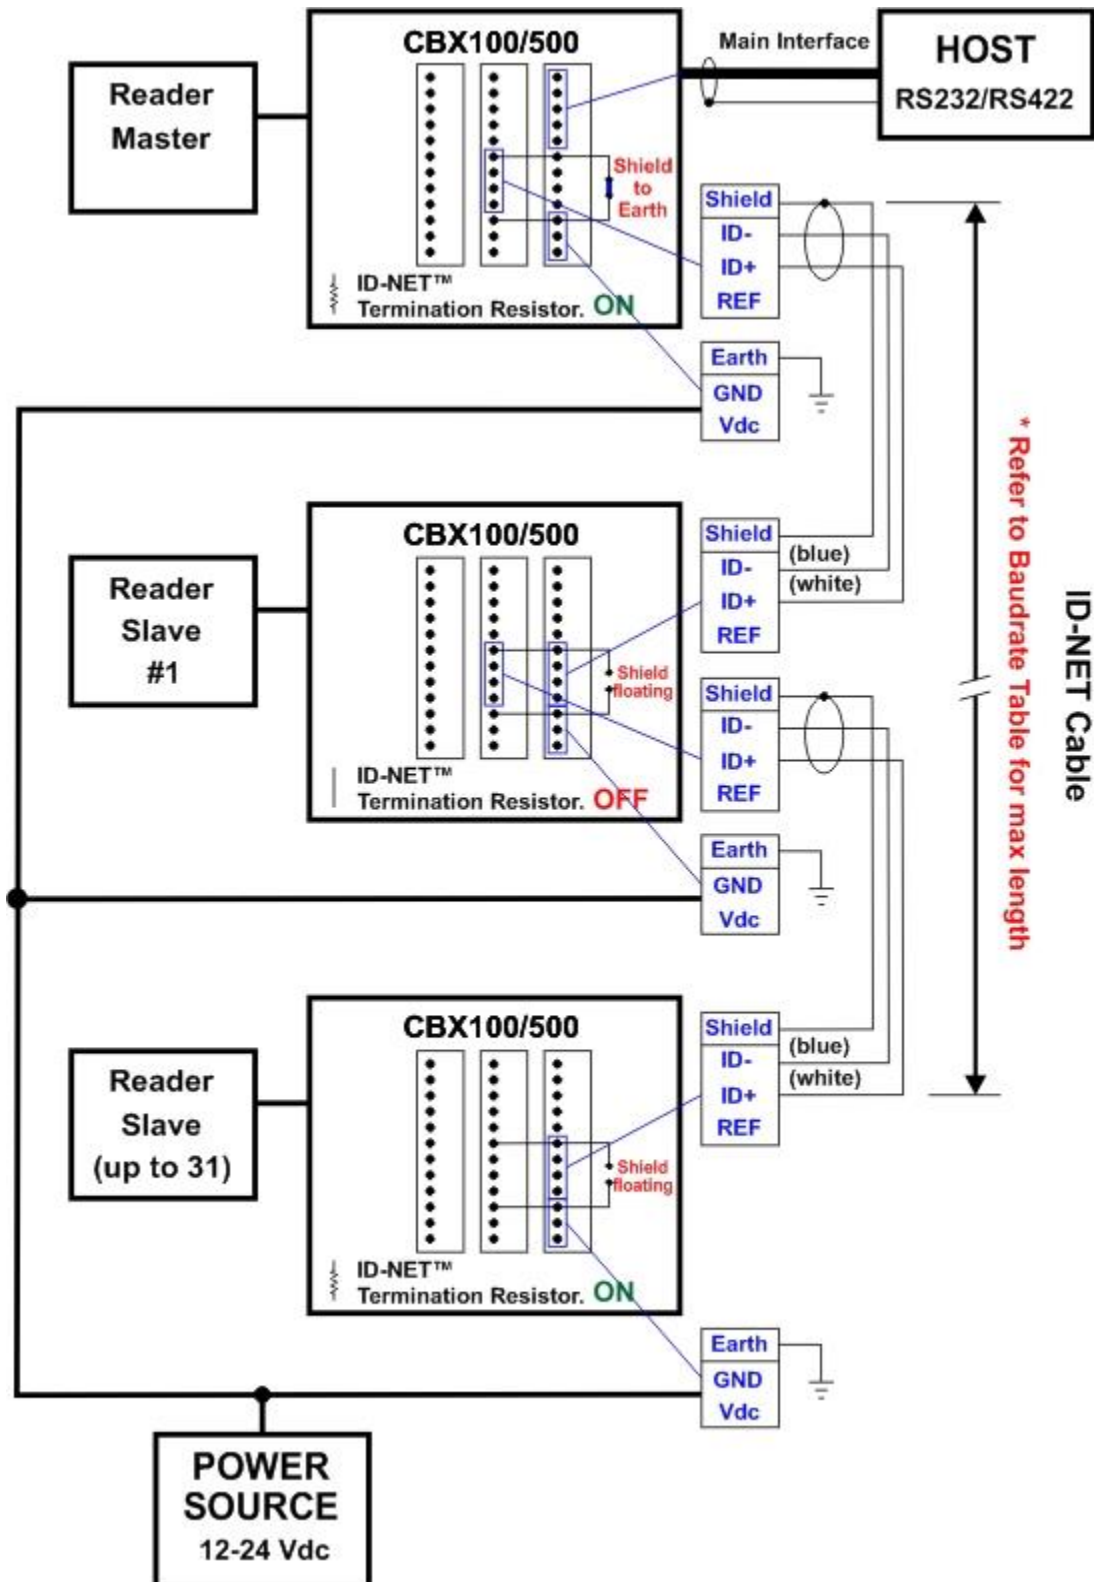 CBX100/500
Main Interface
HOST
RS232/RS422
Reader
Master
Shield
to
Earth
ID-NET™
Termination Resistor. ON
Shield
ID-
ID+
REF
Earth
GND
Vdc
CBX100/500
Reader
Slave
#1
Shield
floating
ID-NET™
Termination Resistor. OFF
Shield
(blue)
ID-
(white)
ID+
REF
Shield
ID-
ID+
REF
Earth
GND
Vdc
CBX100/500
Reader
Slave
(up to 31)
Shield
floating
ID-NET™
Termination Resistor. ON
Shield
(blue)
ID-
(white)
ID+
REF
Earth
GND
Vdc
* Refer to Baudrate Table for max length
ID-NET Cable
POWER
SOURCE
12-24 Vdc